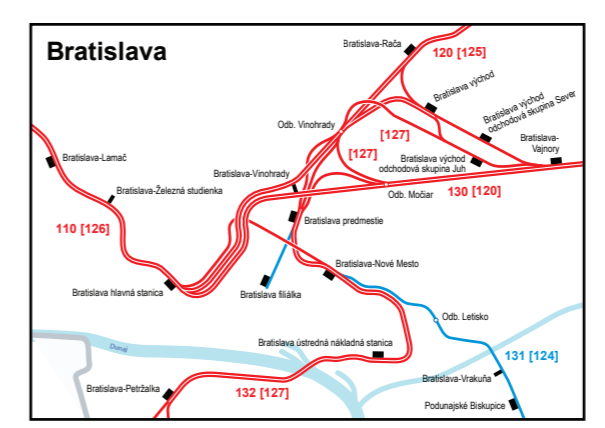 Bratislava
Bratislava-Rača
120 [125]
Bratislava východ
Bratislava východ
odchodová skupina Sever
Odb. Vinohrady
[127]
[127]
Bratislava-
Vajnory
Bratislava východ
odchodová skupina Juh
Bratislava-Lamač
Bratislava-Vinohrady
Bratislava-Železná studienka
130 [120]
Odb. Močiar
Bratislava predmestie
110 [126]
Bratislava-Nové Mesto
Bratislava hlavná stanica
Bratislava filiálka
Odb. Letisko
Dunaj
Bratislava ústredná nákladná stanica
131 [124]
Bratislava-Vrakuňa
Bratislava-Petržalka
132 [127]
Podunajské Biskupice